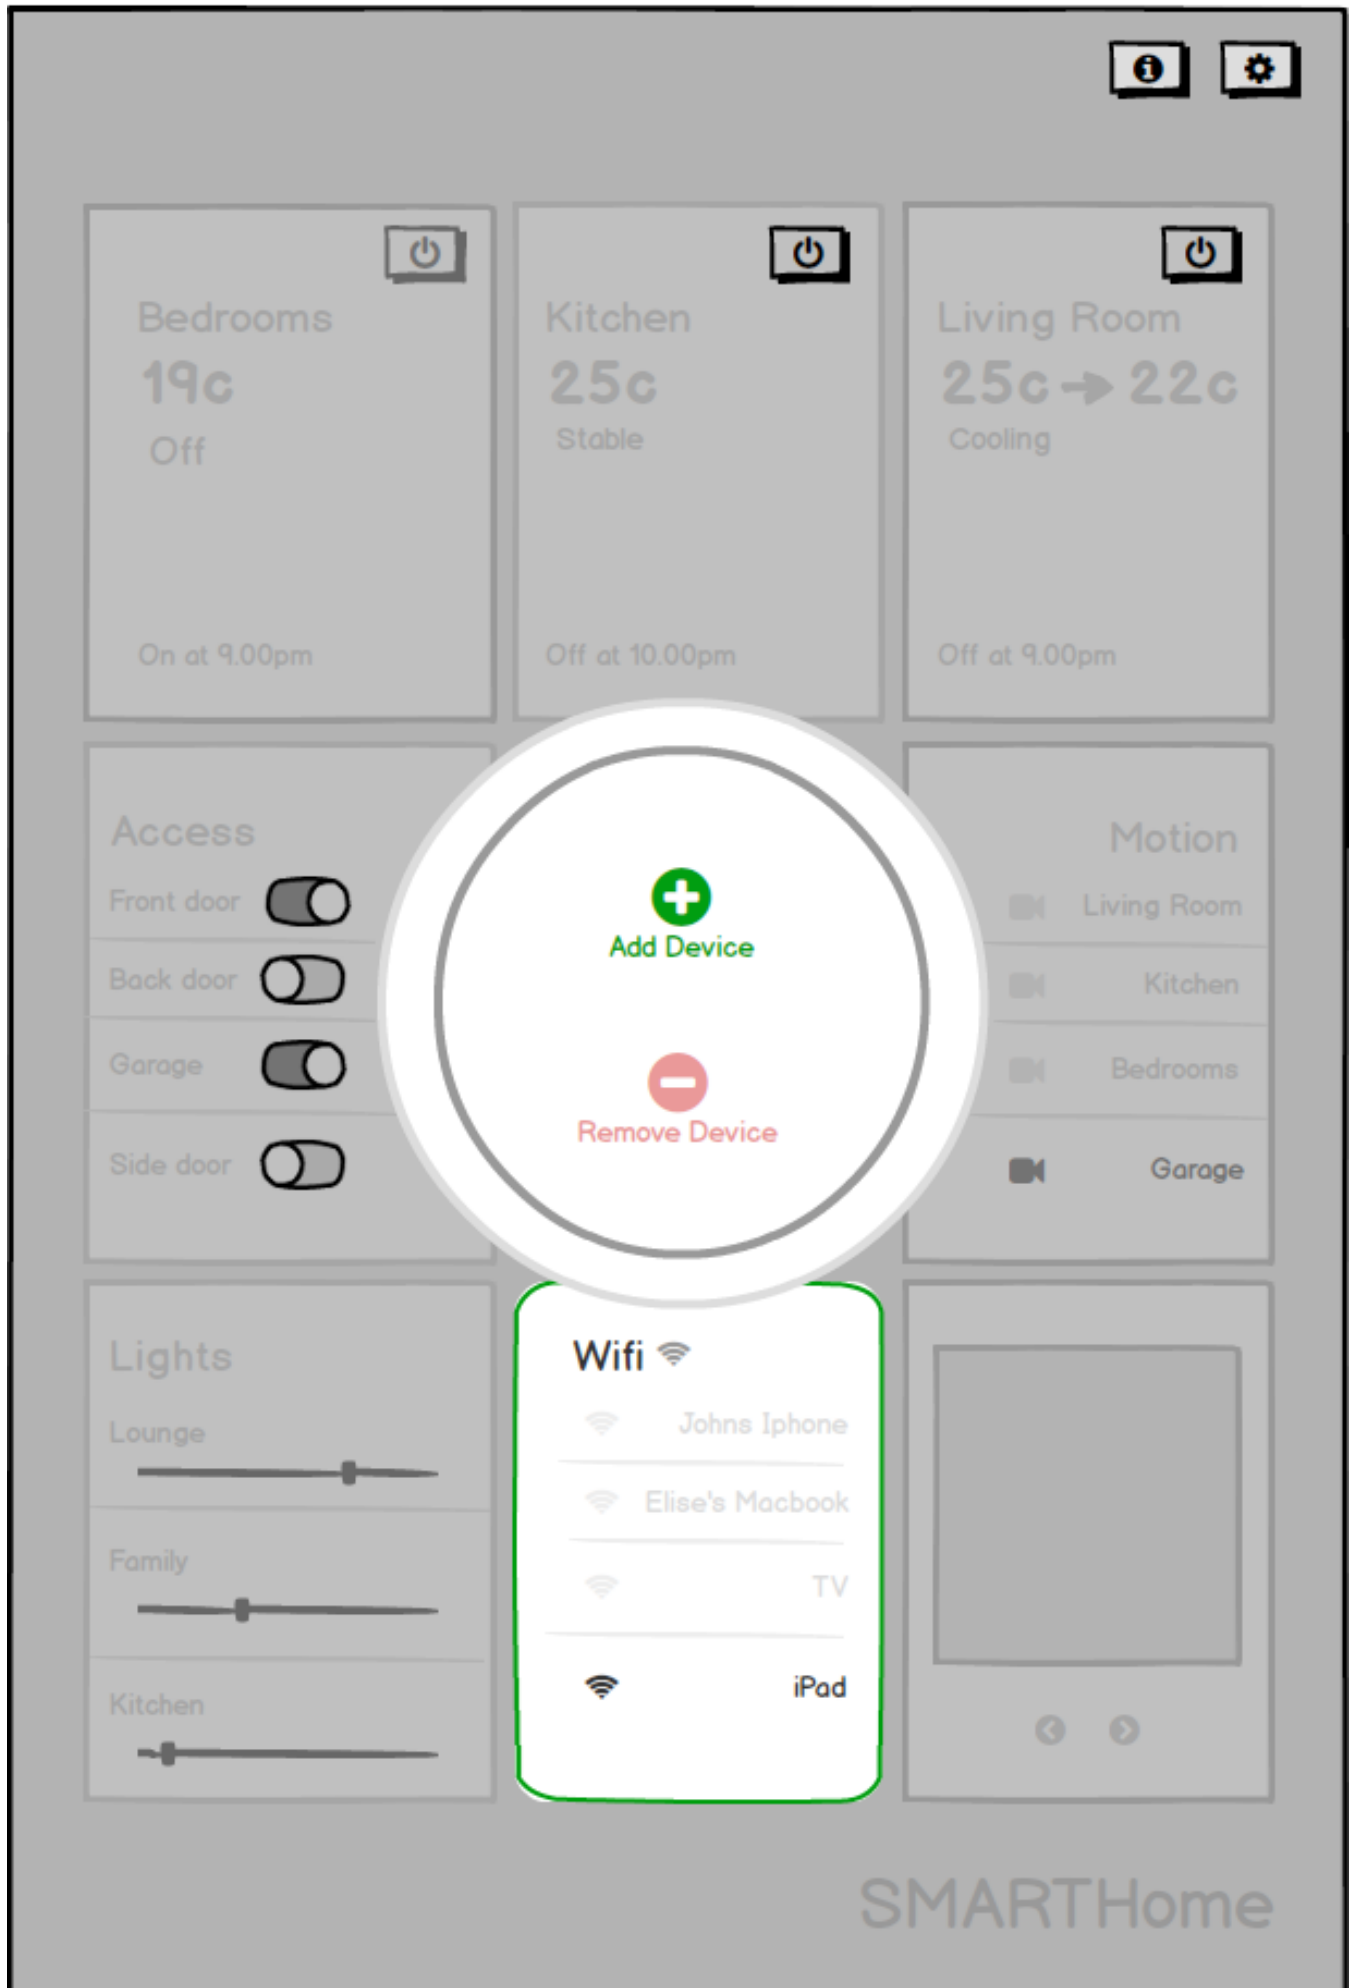 Bedrooms
19c
Off
On at 9.00pm
Kitchen
25c
Stable
Off at 10.00pm
Living Room
25c 22c
Cooling
Off at 9.00pm
Access
Front door
Back door
Garage
Side door
Add Device
Remove Device
Motion
Living Room
Kitchen
Bedrooms
Garage
Lights
Lounge
Family
Kitchen
Wifi
Johns Iphone
Elise's Macbook
TV
iPad
SMARTHome